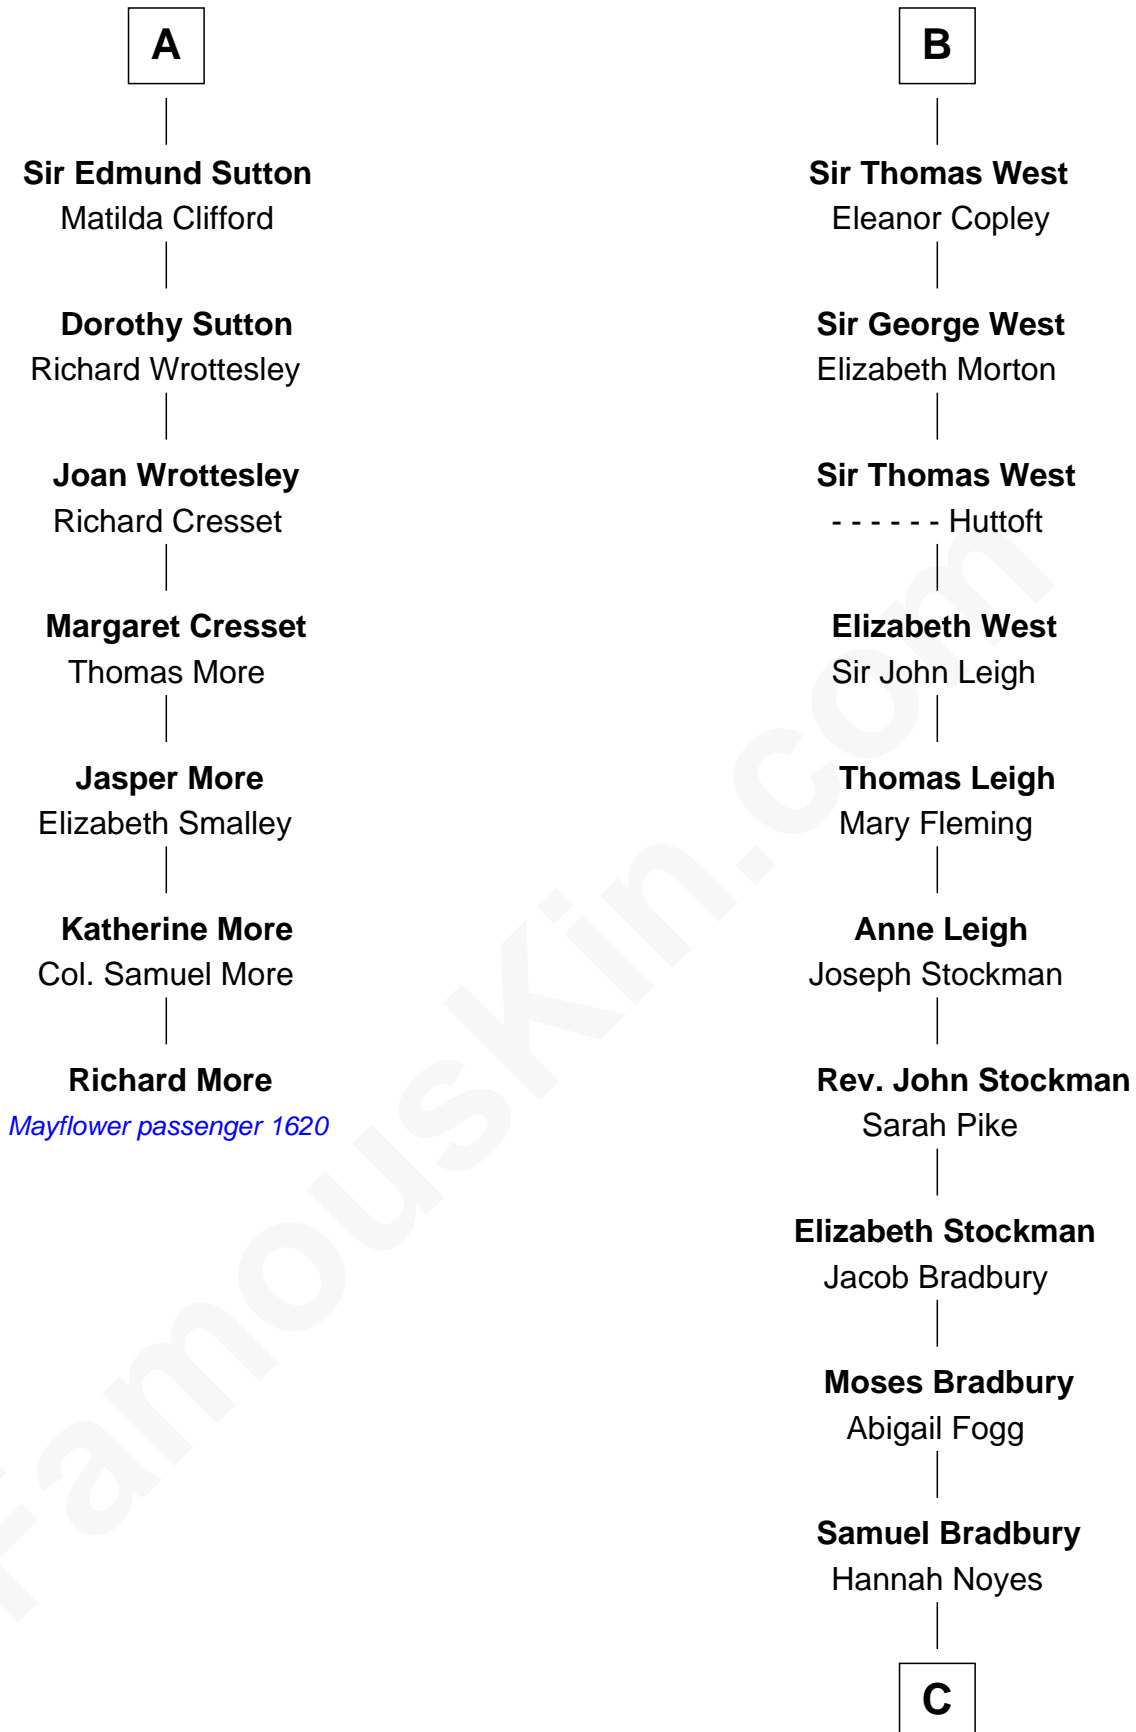 A
Sir Edmund Sutton
Matilda Clifford
Dorothy Sutton
Richard Wrottesley
Joan Wrottesley
Richard Cresset
Margaret Cresset
Thomas More
Jasper More
Elizabeth Smalley
Katherine More
Col. Samuel More
Richard More
Mayflower passenger 1620
B
Sir Thomas West
Eleanor Copley
Sir George West
Elizabeth Morton
Sir Thomas West
- - - - - - Huttoft
Elizabeth West
Sir John Leigh
Thomas Leigh
Mary Fleming
Anne Leigh
Joseph Stockman
Rev. John Stockman
Sarah Pike
Elizabeth Stockman
Jacob Bradbury
Moses Bradbury
Abigail Fogg
Samuel Bradbury
Hannah Noyes
C
FamousKin.com